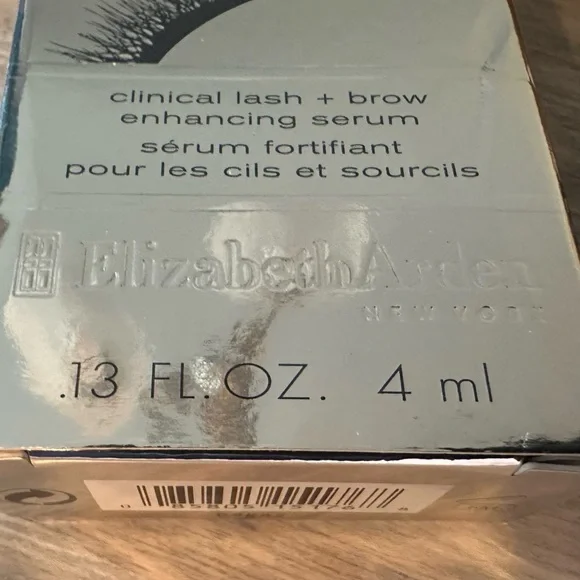 clinical lash + brow
enhancing serum
sérum fortifiant
pour les cils et sourcils
Elizabeth Arden
NEW YORK
.13 FL. OZ. 4 ml